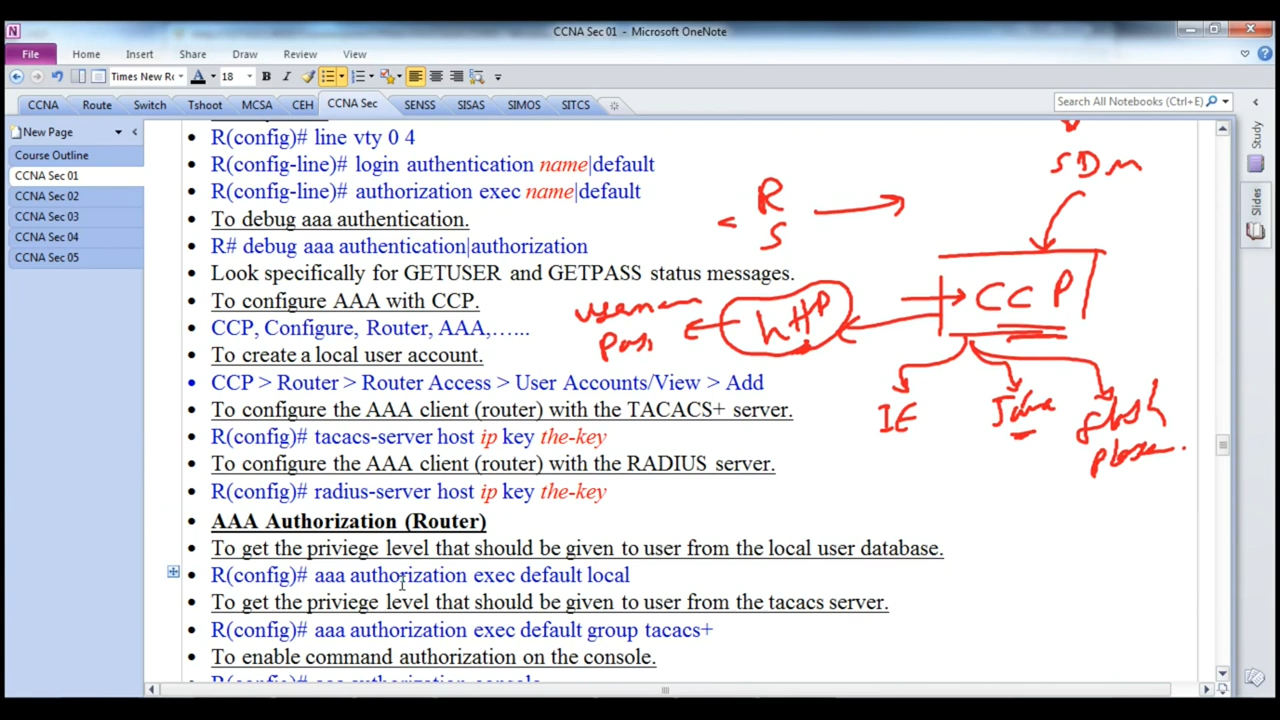 CCNA Sec 01 - Microsoft OneNote
File Home Insert Share Draw Review View
Times New Ro 18 B I A
CCNA Route Switch Tshoot MCSA CEH CCNA Sec SENSS SISAS SIMOS SITCS
Search All Notebooks (Ctrl+E)
New Page
Course Outline
CCNA Sec 01
CCNA Sec 02
CCNA Sec 03
CCNA Sec 04
CCNA Sec 05
Study
Slides
R(config)# line vty 0 4
R(config-line)# login authentication name|default
R(config-line)# authorization exec name|default
To debug aaa authentication.
R# debug aaa authentication|authorization
Look specifically for GETUSER and GETPASS status messages.
To configure AAA with CCP.
CCP, Configure, Router, AAA,…...
To create a local user account.
CCP > Router > Router Access > User Accounts/View > Add
To configure the AAA client (router) with the TACACS+ server.
R(config)# tacacs-server host ip key the-key
To configure the AAA client (router) with the RADIUS server.
R(config)# radius-server host ip key the-key
AAA Authorization (Router)
To get the priviege level that should be given to user from the local user database.
R(config)# aaa authorization exec default local
To get the priviege level that should be given to user from the tacacs server.
R(config)# aaa authorization exec default group tacacs+
To enable command authorization on the console.
R(config)# aaa authorization console
SDM
R
S
CCP
httP
Pass
IE
Java
flash